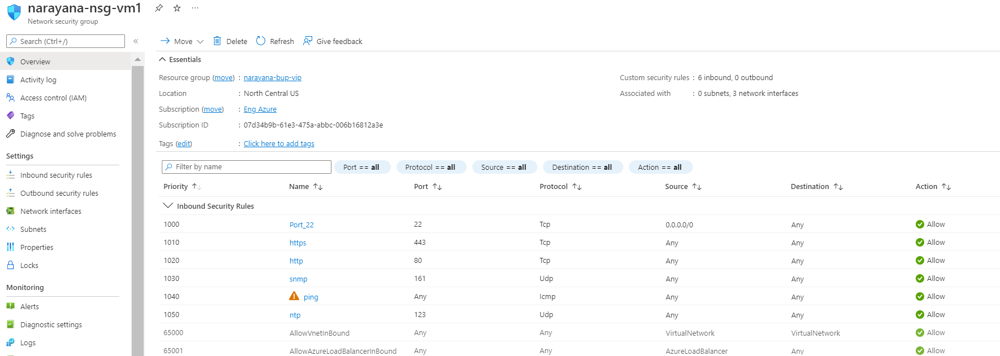 narayana-nsg-vm1
Network security group
Search (Ctrl+/)
Overview
Activity log
Access control (IAM)
Tags
Diagnose and solve problems
Settings
Inbound security rules
Outbound security rules
Network interfaces
Subnets
Properties
Locks
Monitoring
Alerts
Diagnostic settings
Logs
Move Delete Refresh Give feedback
Essentials
Resource group (move) : narayana-bup-vip
Location : North Central US
Subscription (move) : Eng Azure
Subscription ID : 07d34b9b-61e3-475a-abbc-006b16812a3e
Tags (edit) : Click here to add tags
Custom security rules : 6 inbound, 0 outbound
Associated with : 0 subnets, 3 network interfaces
Filter by name Port == all Protocol == all Source == all Destination == all Action == all
Priority Name Port Protocol Source Destination Action
Inbound Security Rules
1000 Port_22 22 Tcp 0.0.0.0/0 Any Allow
1010 https 443 Tcp Any Any Allow
1020 http 80 Tcp Any Any Allow
1030 snmp 161 Udp Any Any Allow
1040 ping Any Icmp Any Any Allow
1050 ntp 123 Udp Any Any Allow
65000 AllowVnetInBound Any Any VirtualNetwork VirtualNetwork Allow
65001 AllowAzureLoadBalancerInBound Any Any AzureLoadBalancer Any Allow